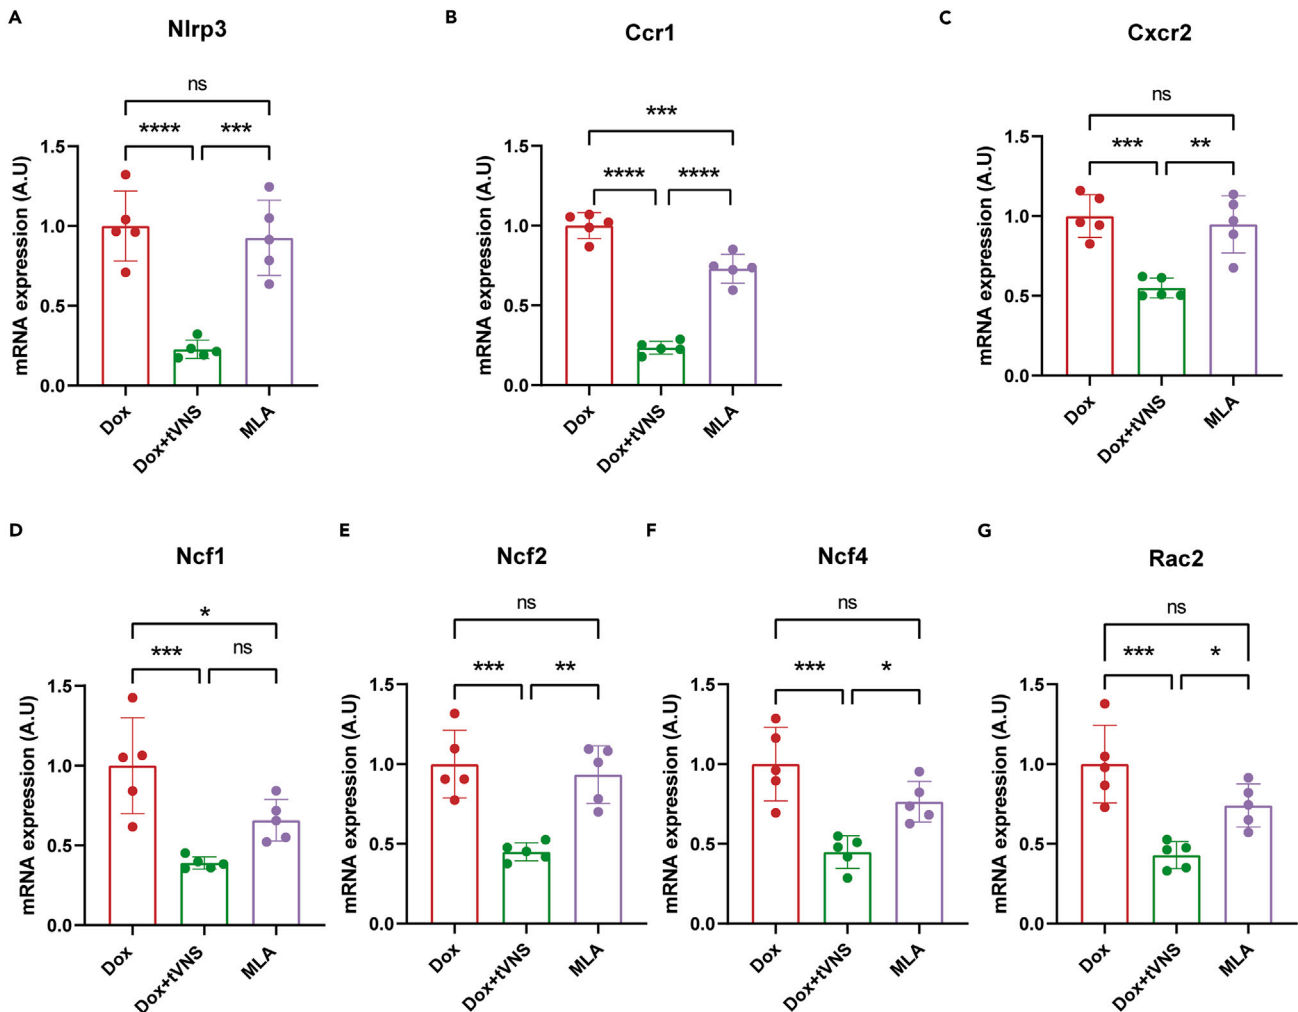 A
Nlrp3
ns
**** ***
mRNA expression (A.U)
1.5
1.0
0.5
0.0
Dox
Dox+tVNS
MLA
B
Ccr1
***
**** ****
mRNA expression (A.U)
1.5
1.0
0.5
0.0
Dox
Dox+tVNS
MLA
C
Cxcr2
ns
*** **
mRNA expression (A.U)
1.5
1.0
0.5
0.0
Dox
Dox+tVNS
MLA
D
Ncf1
*
*** ns
mRNA expression (A.U)
1.5
1.0
0.5
0.0
Dox
Dox+tVNS
MLA
E
Ncf2
ns
*** **
mRNA expression (A.U)
1.5
1.0
0.5
0.0
Dox
Dox+tVNS
MLA
F
Ncf4
ns
*** *
mRNA expression (A.U)
1.5
1.0
0.5
0.0
Dox
Dox+tVNS
MLA
G
Rac2
ns
*** *
mRNA expression (A.U)
1.5
1.0
0.5
0.0
Dox
Dox+tVNS
MLA